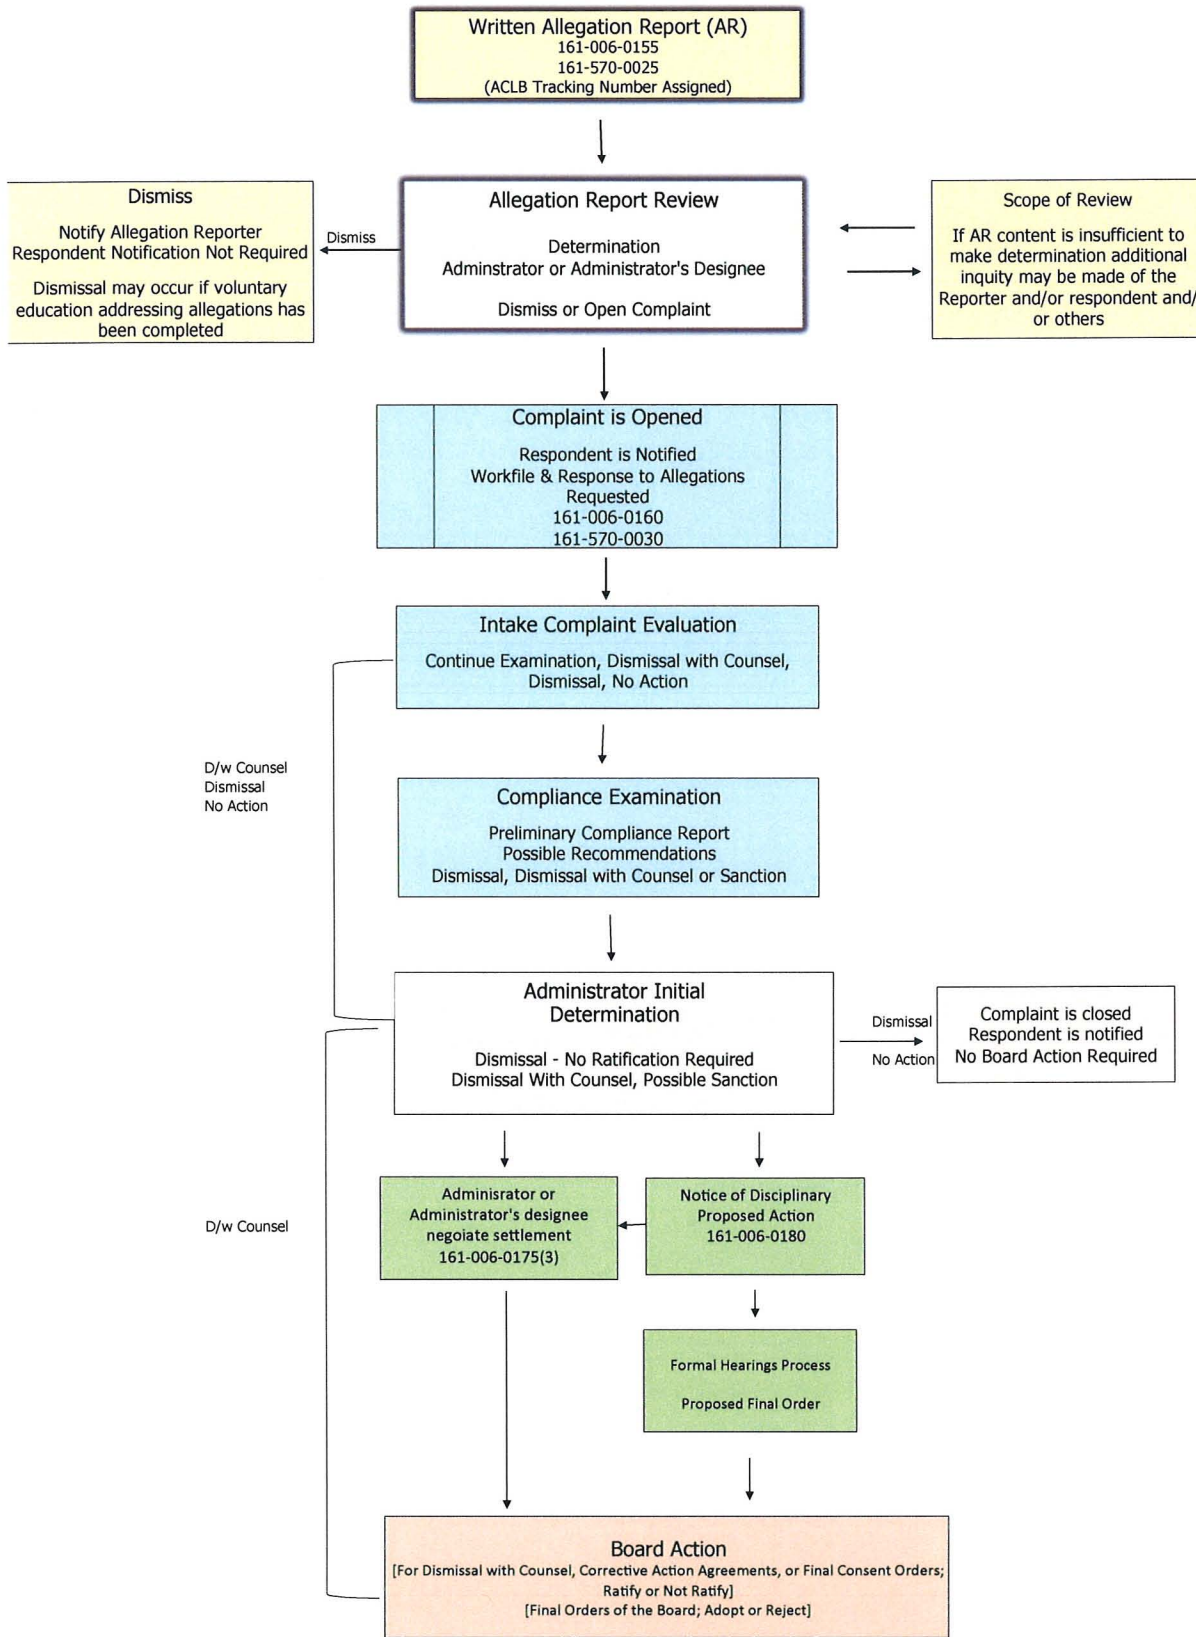 Written Allegation Report (AR)
161-006-0155
161-570-0025
(ACLB Tracking Number Assigned)
Dismiss
Notify Allegation Reporter
Respondent Notification Not Required
Dismissal may occur if voluntary
education addressing allegations has
been completed
Dismiss
Allegation Report Review
Determination
Adminstrator or Administrator's Designee
Dismiss or Open Complaint
Scope of Review
If AR content is insufficient to
make determination additional
inquity may be made of the
Reporter and/or respondent and/
or others
Complaint is Opened
Respondent is Notified
Workfile & Response to Allegations
Requested
161-006-0160
161-570-0030
Intake Complaint Evaluation
Continue Examination, Dismissal with Counsel,
Dismissal, No Action
D/w Counsel
Dismissal
No Action
Compliance Examination
Preliminary Compliance Report
Possible Recommendations
Dismissal, Dismissal with Counsel or Sanction
Administrator Initial
Determination
Dismissal - No Ratification Required
Dismissal With Counsel, Possible Sanction
Dismissal
No Action
Complaint is closed
Respondent is notified
No Board Action Required
D/w Counsel
Adminisrator or
Administrator's designee
negoiate settlement
161-006-0175(3)
Notice of Disciplinary
Proposed Action
161-006-0180
Formal Hearings Process
Proposed Final Order
Board Action
[For Dismissal with Counsel, Corrective Action Agreements, or Final Consent Orders;
Ratify or Not Ratify]
[Final Orders of the Board; Adopt or Reject]